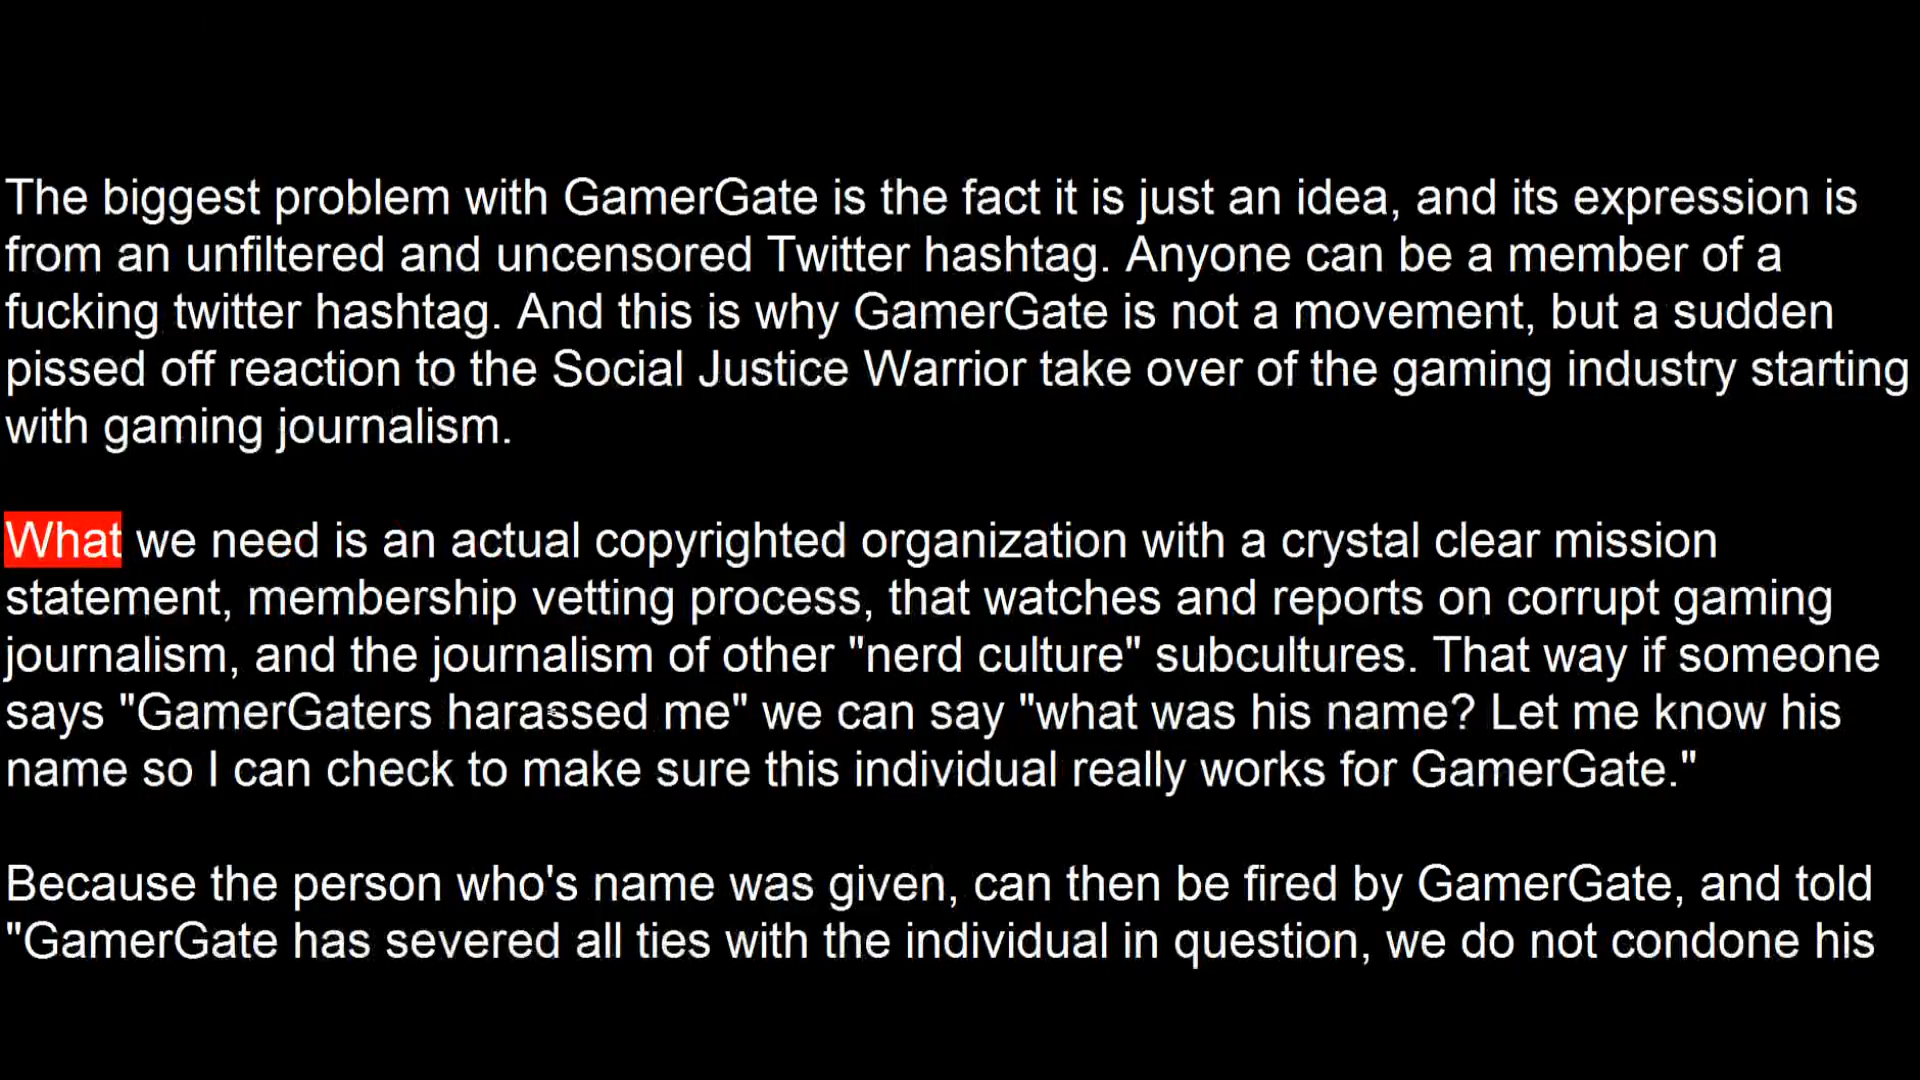 The biggest problem with GamerGate is the fact it is just an idea, and its expression is
from an unfiltered and uncensored Twitter hashtag. Anyone can be a member of a
fucking twitter hashtag. And this is why GamerGate is not a movement, but a sudden
pissed off reaction to the Social Justice Warrior take over of the gaming industry starting
with gaming journalism.
What we need is an actual copyrighted organization with a crystal clear mission
statement, membership vetting process, that watches and reports on corrupt gaming
journalism, and the journalism of other "nerd culture" subcultures. That way if someone
says "GamerGaters harassed me" we can say "what was his name? Let me know his
name so I can check to make sure this individual really works for GamerGate."
Because the person who's name was given, can then be fired by GamerGate, and told
"GamerGate has severed all ties with the individual in question, we do not condone his